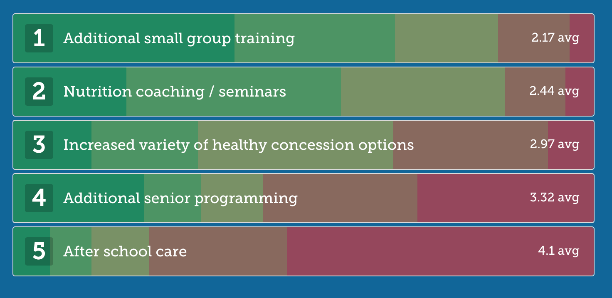 1 Additional small group training 2.17 avg
2 Nutrition coaching / seminars 2.44 avg
3 Increased variety of healthy concession options 2.97 avg
4 Additional senior programming 3.32 avg
5 After school care 4.1 avg